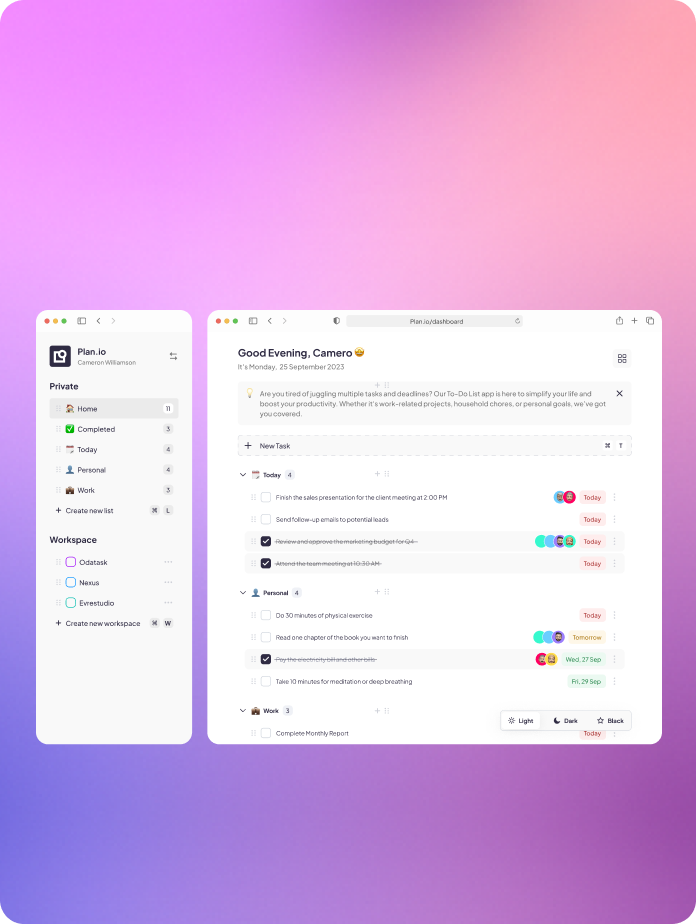 Plan.io
Cameron Williamson
Private
Home 11
Completed 3
Today 4
Personal 4
Work 3
+ Create new list ⌘ L
Workspace
Odatask
Nexus
Evrestudio
+ Create new workspace ⌘ W
Plan.io/dashboard
Good Evening, Camero
It's Monday, 25 September 2023
Are you tired of juggling multiple tasks and deadlines? Our To-Do List app is here to simplify your life and
boost your productivity. Whether it's work-related projects, household chores, or personal goals, we've got
you covered.
+ New Task ⌘ T
Today 4
Finish the sales presentation for the client meeting at 2:00 PM Today
Send follow-up emails to potential leads Today
Review and approve the marketing budget for Q4 Today
Attend the team meeting at 10:30 AM Today
Personal 4
Do 30 minutes of physical exercise Today
Read one chapter of the book you want to finish Tomorrow
Pay the electricity bill and other bills Wed, 27 Sep
Take 10 minutes for meditation or deep breathing Fri, 29 Sep
Work 3
Light Dark Black
Complete Monthly Report Today